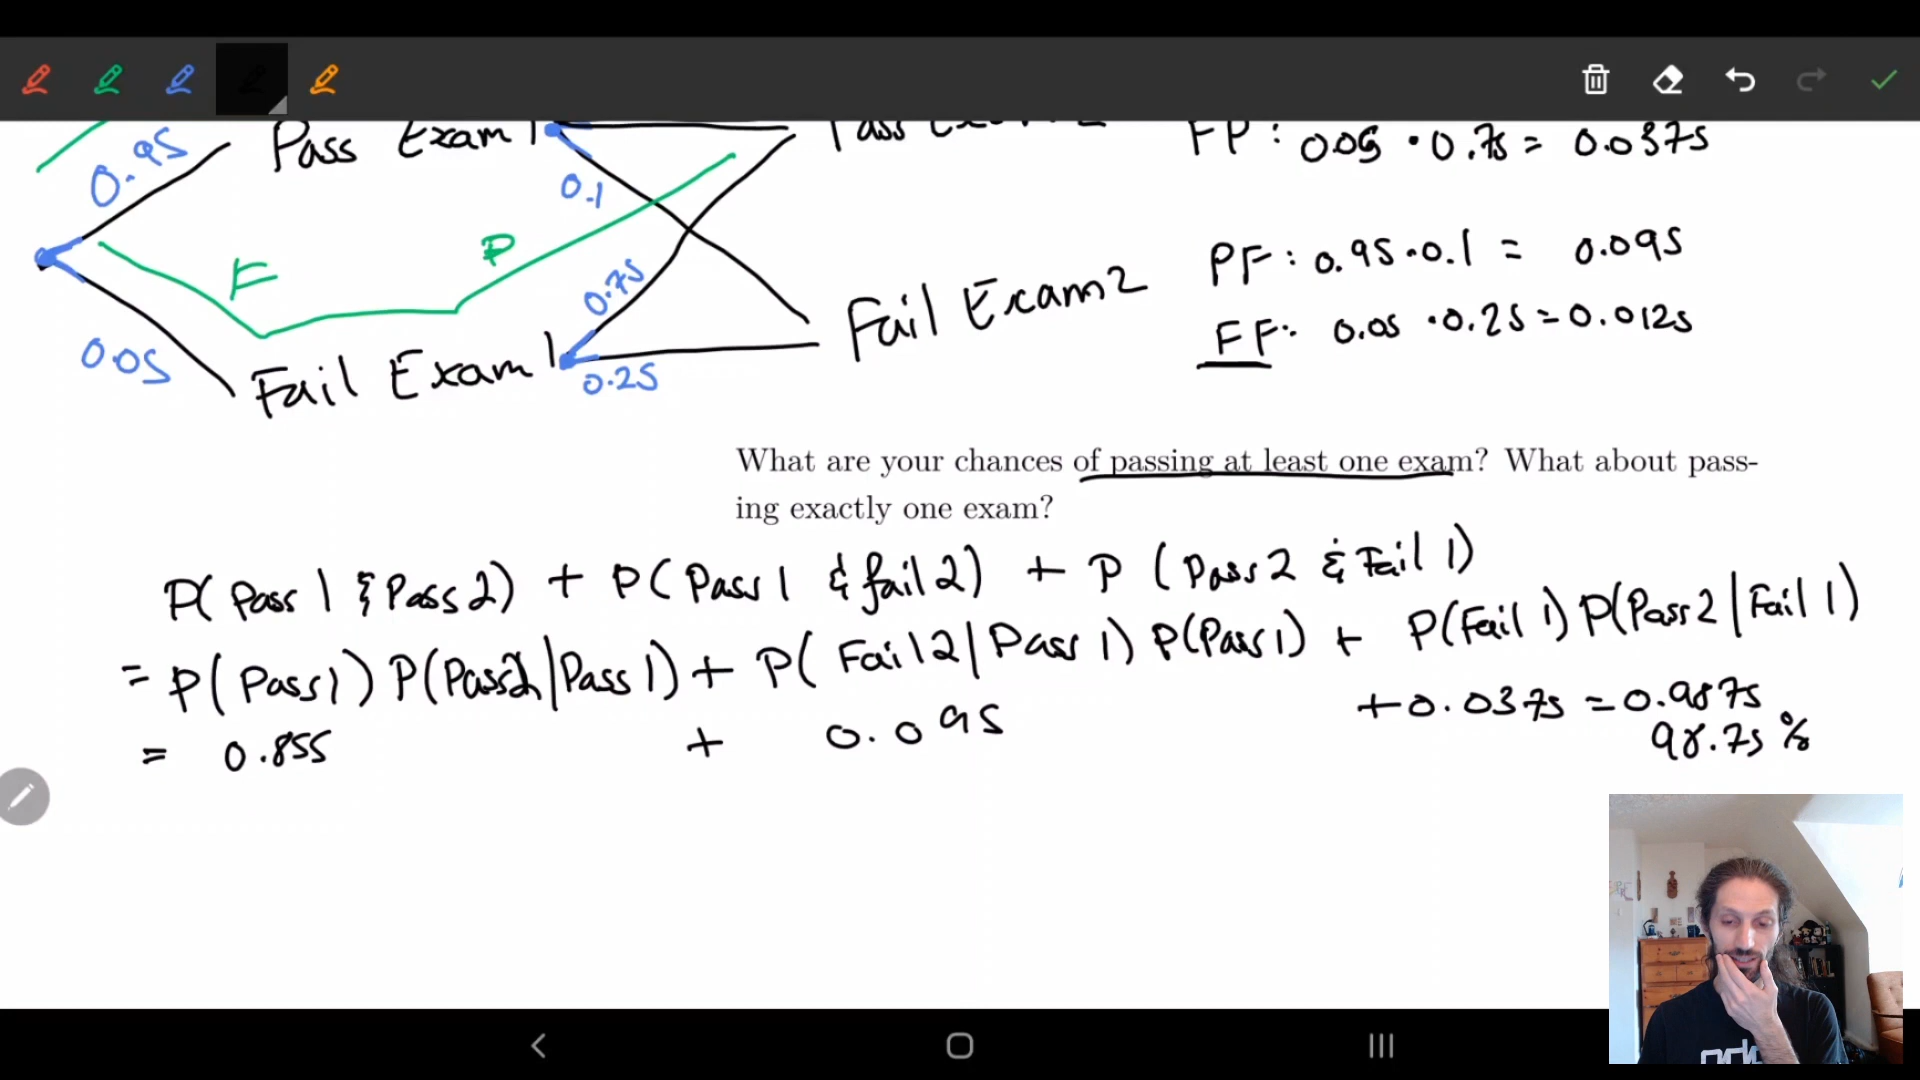 0.95 Pass Exam 1 Pass FP: 0.05 · 0.75 = 0.0375
0.1
F P 0.75 PF: 0.95 · 0.1 = 0.095
0.05 Fail Exam 1 0.25 Fail Exam 2 FF: 0.05 · 0.25 = 0.0125
What are your chances of passing at least one exam? What about pass-
ing exactly one exam?
P( Pass 1 & Pass 2) + P( Pass 1 & fail 2) + P ( Pass 2 & Fail 1)
= P( Pass 1) P(Pass 2 | Pass 1) + P( Fail 2 | Pass 1) P(Pass 1) + P(Fail 1) P(Pass 2 | Fail 1)
= 0.855 + 0.095 + 0.0375 = 0.9875
98.75 %